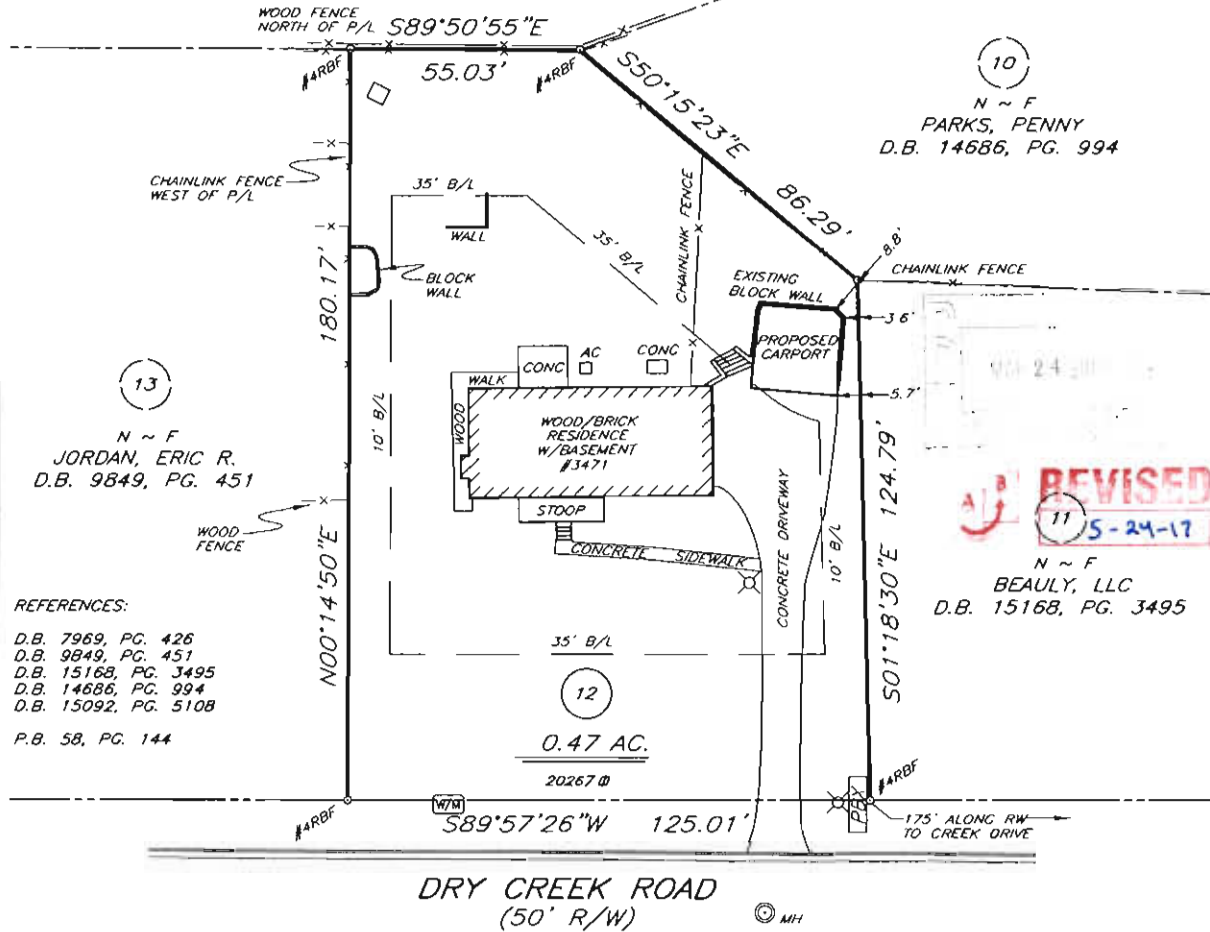 WOOD FENCE
NORTH OF P/L
S89°50'55"E
55.03'
#4RBF
#4RBF
S50°15'23"E
86.29'
10
N ~ F
PARKS, PENNY
D.B. 14686, PG. 994
CHAINLINK FENCE
WEST OF P/L
35' B/L
WALL
35' B/L
CHAINLINK FENCE
8.8'
CHAINLINK FENCE
BLOCK
WALL
EXISTING
BLOCK WALL
3.6'
PROPOSED
CARPORT
5.7'
180.17'
N00°14'50"E
13
N ~ F
JORDAN, ERIC R.
D.B. 9849, PG. 451
CONC
AC
CONC
WALK
WOOD
10' B/L
WOOD/BRICK
RESIDENCE
W/BASEMENT
#3471
STOOP
CONCRETE SIDEWALK
CONCRETE DRIVEWAY
10' B/L
S01°18'30"E 124.79'
24
A B
REVISED
5-24-17
11
N ~ F
BEAULY, LLC
D.B. 15168, PG. 3495
WOOD
FENCE
REFERENCES:
D.B. 7969, PG. 426
D.B. 9849, PG. 451
D.B. 15168, PG. 3495
D.B. 14686, PG. 994
D.B. 15092, PG. 5108
P.B. 58, PG. 144
35' B/L
12
0.47 AC.
20267
#4RBF
W/M
S89°57'26"W 125.01'
PBX
#4RBF
175' ALONG RW
TO CREEK DRIVE
DRY CREEK ROAD
(50' R/W)
MH